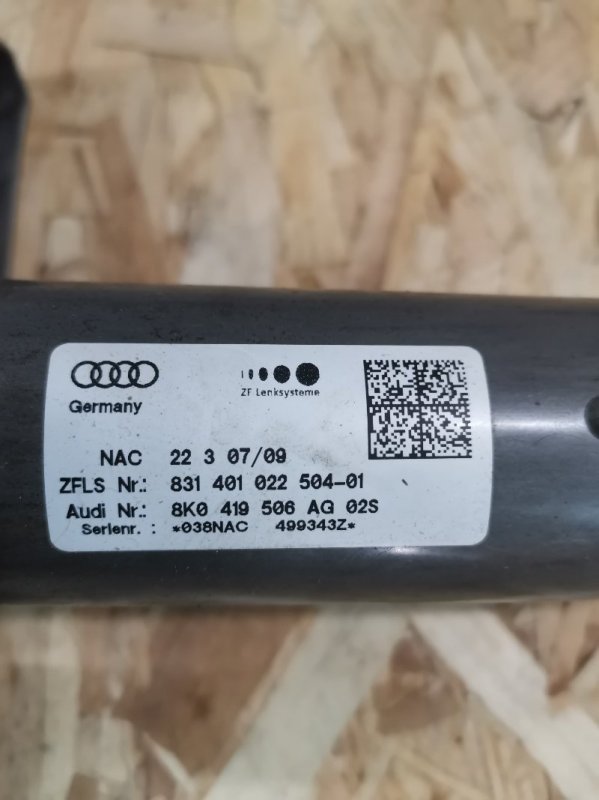 Germany
ZF Lenksysteme
NAC 22 3 07/09
ZFLS Nr.: 831 401 022 504-01
Audi Nr.: 8K0 419 506 AG 02S
Serienr. : *038NAC 499343Z*